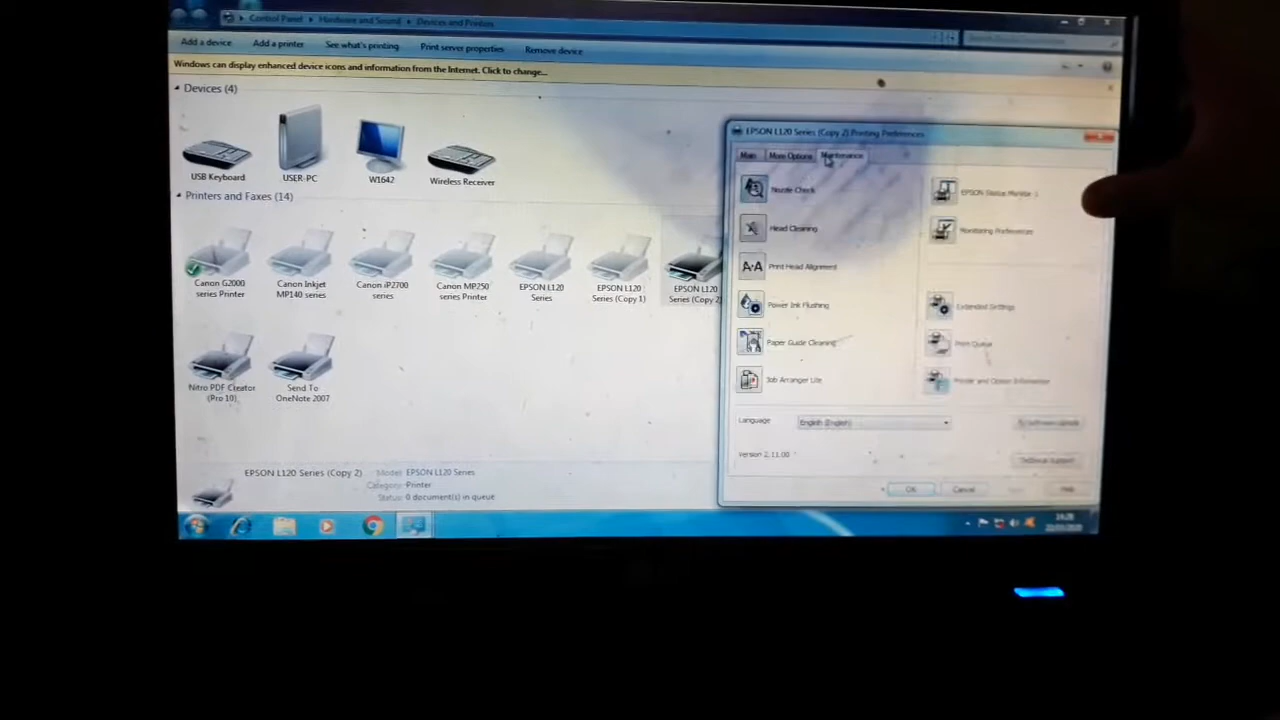 Control Panel ▸ Hardware and Sound ▸ Devices and Printers
Add a device Add a printer See what's printing Print server properties Remove device
Windows can display enhanced device icons and information from the Internet. Click to change...
Devices (4)
USB Keyboard
USER-PC
W1642
Wireless Receiver
Printers and Faxes (14)
Canon G2000
series Printer
Canon Inkjet
MP140 series
Canon iP2700
series
Canon MP250
series Printer
EPSON L120
Series
EPSON L120
Series (Copy 1)
EPSON L120
Series (Copy 2
Nitro PDF Creator
(Pro 10)
Send To
OneNote 2007
EPSON L120 Series (Copy 2) Model: EPSON L120 Series
Category: Printer
Status: 0 document(s) in queue
EPSON L120 Series (Copy 2) Printing Preferences
Main More Options Maintenance
Nozzle Check
Head Cleaning
Print Head Alignment
Power Ink Flushing
Paper Guide Cleaning
Job Arranger Lite
EPSON Status Monitor 3
Monitoring Preferences
Extended Settings
Print Queue
Printer and Option Information
Language English (English) Software Update
Version 2.11.00 Technical Support
OK Cancel Help
14:28